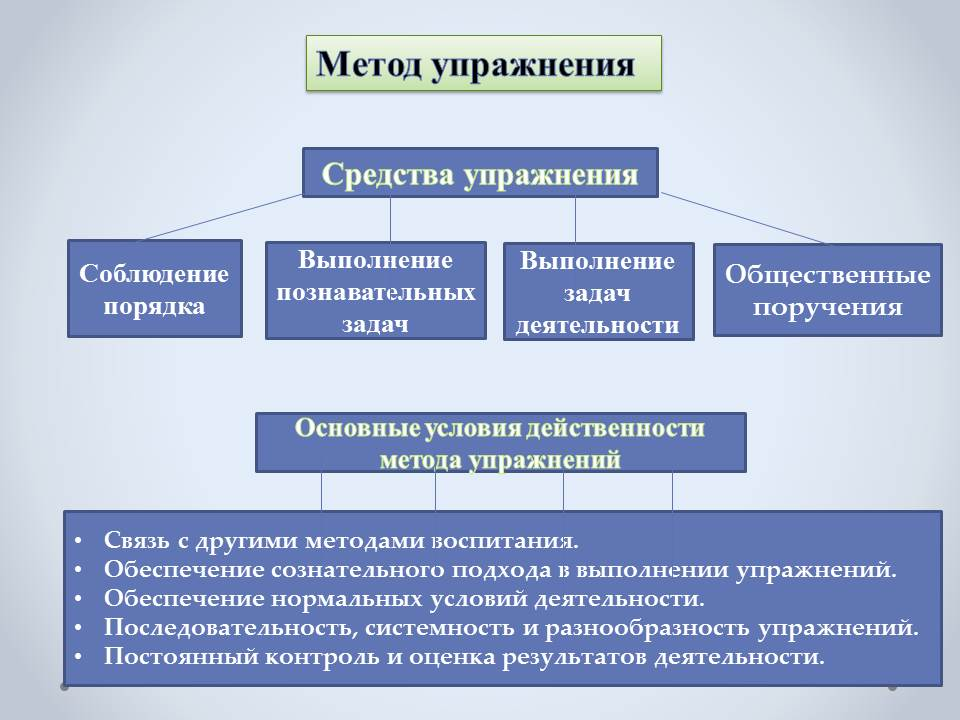 Метод упражнения
Средства упражнения
Соблюдение
порядка
Выполнение
познавательных
задач
Выполнение
задач
деятельности
Общественные
поручения
Основные условия действенности
метода упражнений
• Связь с другими методами воспитания.
• Обеспечение сознательного подхода в выполнении упражнений.
• Обеспечение нормальных условий деятельности.
• Последовательность, системность и разнообразность упражнений.
• Постоянный контроль и оценка результатов деятельности.